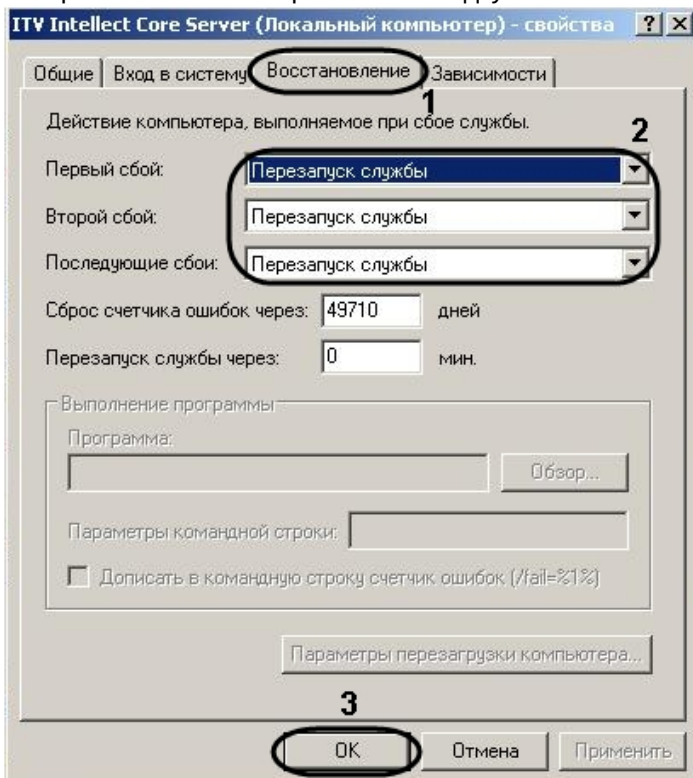 ITV Intellect Core Server (Локальный компьютер) - свойства
Общие Вход в систему Восстановление Зависимости
1
Действие компьютера, выполняемое при сбое службы.
2
Первый сбой: Перезапуск службы
Второй сбой: Перезапуск службы
Последующие сбои: Перезапуск службы
Сброс счетчика ошибок через: 49710 дней
Перезапуск службы через: 0 мин.
Выполнение программы
Программа:
Обзор...
Параметры командной строки:
Дописать в командную строку счетчик ошибок (/fail=%1%)
Параметры перезагрузки компьютера...
3
OK Отмена Применить